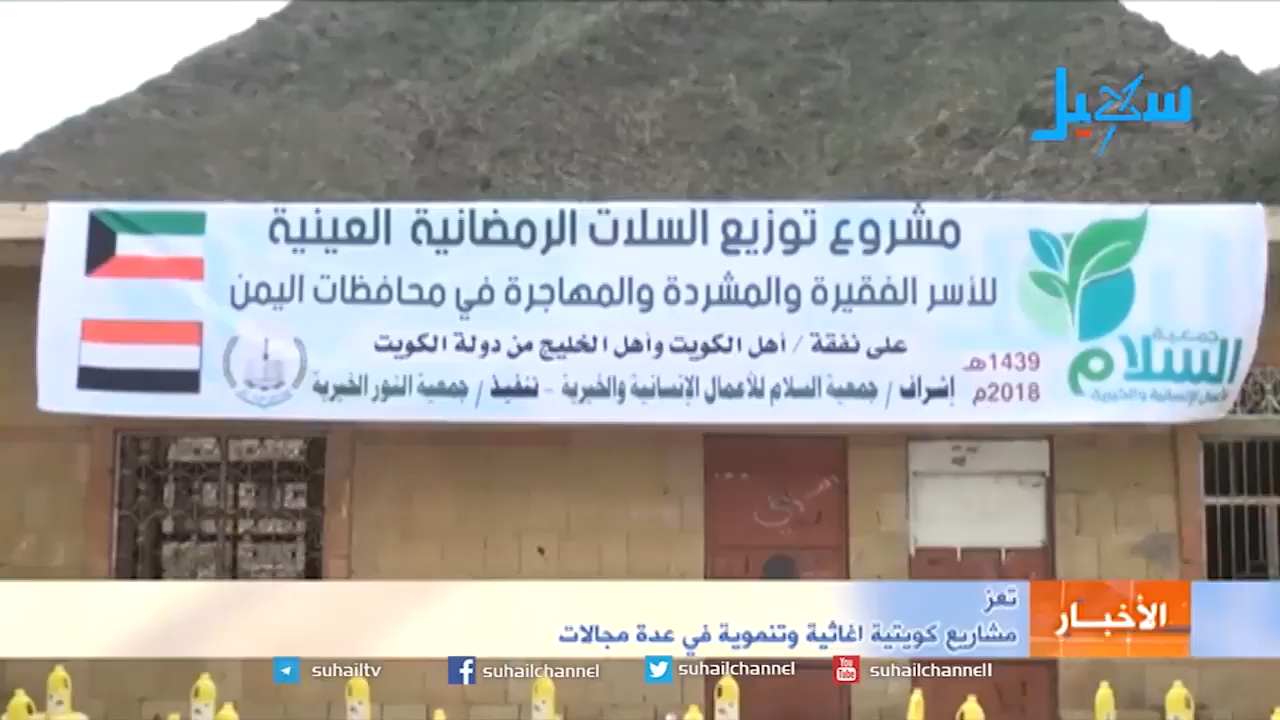 سهيل
مشروع توزيع السلات الرمضانية العينية
للأسر الفقيرة والمشردة والمهاجرة في محافظات اليمن
على نفقة / أهل الكويت وأهل الخليج من دولة الكويت
إشراف / جمعية السلام للأعمال الإنسانية والخيرية - تنفيذ / جمعية النور الخيرية
1439هـ
2018م
جمعية
السلام
للأعمال الإنسانية والخيرية
الأخبار
تعز
مشاريع كويتية اغاثية وتنموية في عدة مجالات
suhailtv
suhailchannel
suhailchannel
You Tube
suhailchannell